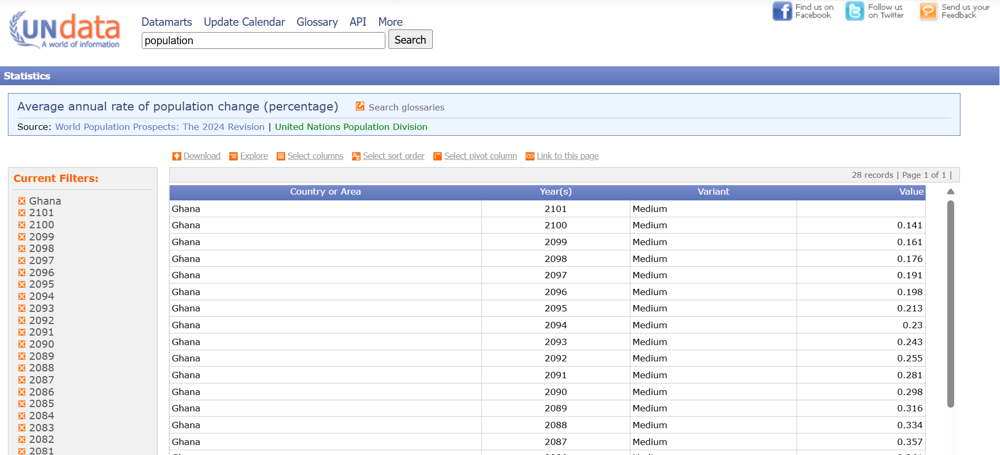 UNdata
A world of information
Datamarts Update Calendar Glossary API More
population Search
Find us on
Facebook
Follow us
on Twitter
Send us your
Feedback
Statistics
Average annual rate of population change (percentage) Search glossaries
Source: World Population Prospects: The 2024 Revision | United Nations Population Division
Download Explore Select columns Select sort order Select pivot column Link to this page
Current Filters:
Ghana
2101
2100
2099
2098
2097
2096
2095
2094
2093
2092
2091
2090
2089
2088
2087
2086
2085
2084
2083
2082
2081
28 records | Page 1 of 1 |
Country or Area Year(s) Variant Value
Ghana 2101 Medium
Ghana 2100 Medium 0.141
Ghana 2099 Medium 0.161
Ghana 2098 Medium 0.176
Ghana 2097 Medium 0.191
Ghana 2096 Medium 0.198
Ghana 2095 Medium 0.213
Ghana 2094 Medium 0.23
Ghana 2093 Medium 0.243
Ghana 2092 Medium 0.255
Ghana 2091 Medium 0.281
Ghana 2090 Medium 0.298
Ghana 2089 Medium 0.316
Ghana 2088 Medium 0.334
Ghana 2087 Medium 0.357